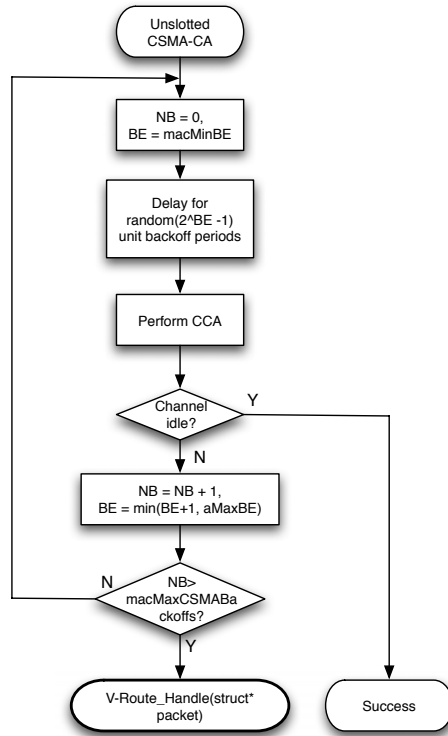 Unslotted
CSMA-CA
NB = 0,
BE = macMinBE
Delay for
random(2^BE -1)
unit backoff periods
Perform CCA
Channel
idle?
Y
N
NB = NB + 1,
BE = min(BE+1, aMaxBE)
N
NB>
macMaxCSMABa
ckoffs?
Y
V-Route_Handle(struct*
packet)
Success